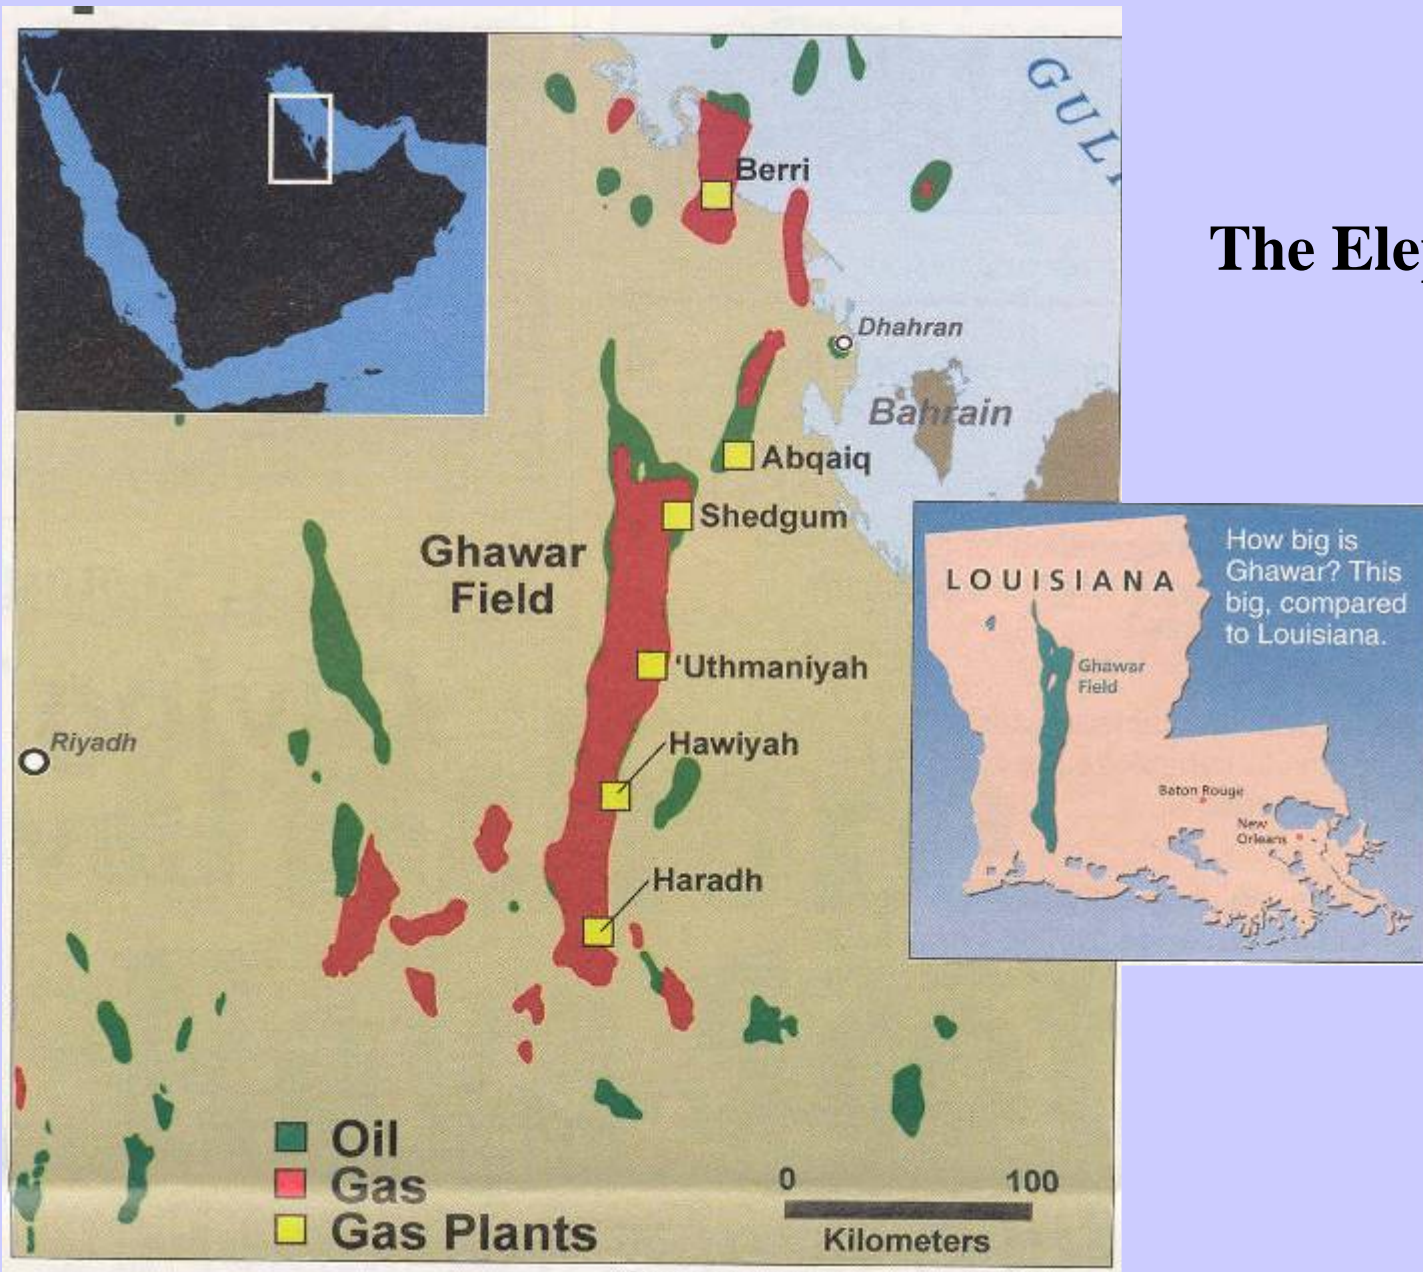 GUL
The Ele
Berri
Dhahran
Bahrain
Abqaiq
Shedgum
Ghawar
Field
'Uthmaniyah
Hawiyah
Riyadh
Haradh
Oil
Gas
Gas Plants
0 100
Kilometers
How big is
Ghawar? This
big, compared
to Louisiana.
LOUISIANA
Ghawar
Field
Baton Rouge
New
Orleans